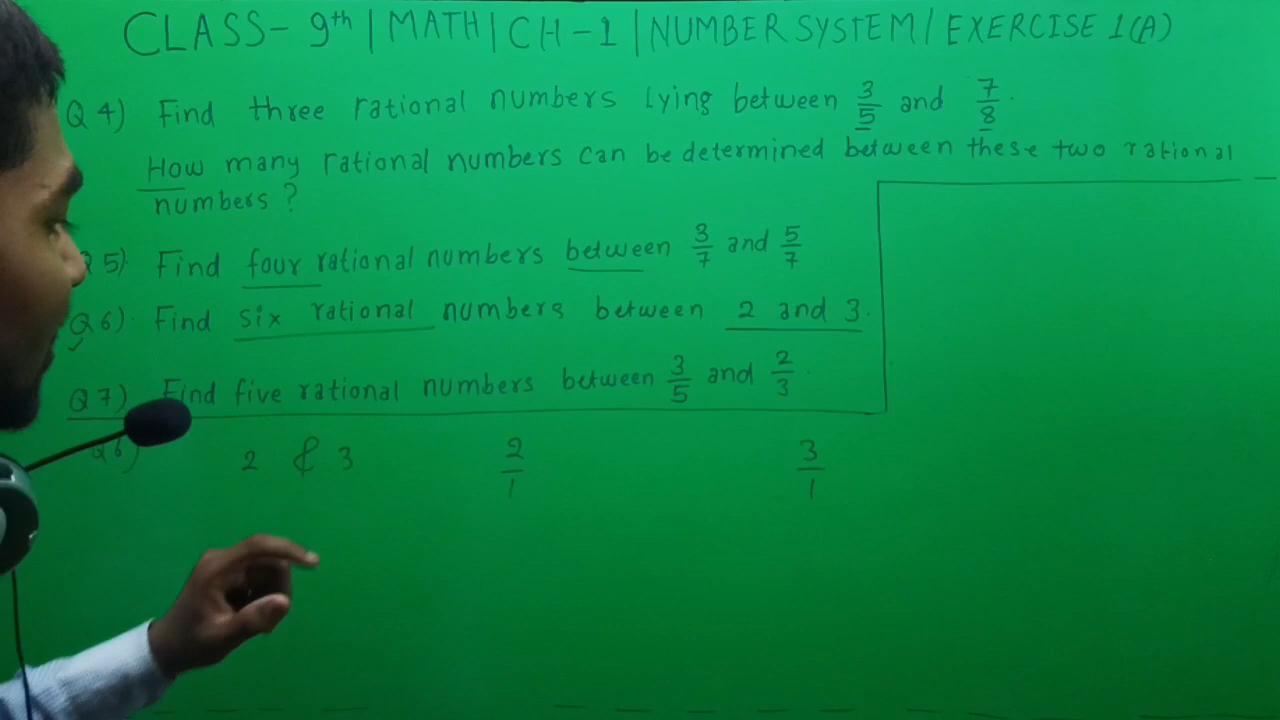 CLASS- 9th | MATH | CH-1 | NUMBER SYSTEM / EXERCISE 1(A)
Q 4) Find three rational numbers lying between 3/5 and 7/8.
How many rational numbers can be determined between these two rational
numbers ?
Q 5) Find four rational numbers between 3/7 and 5/7
Q 6). Find six rational numbers between 2 and 3.
Q 7) Find five rational numbers between 3/5 and 2/3.
Q6) 2 & 3 2/1 3/1